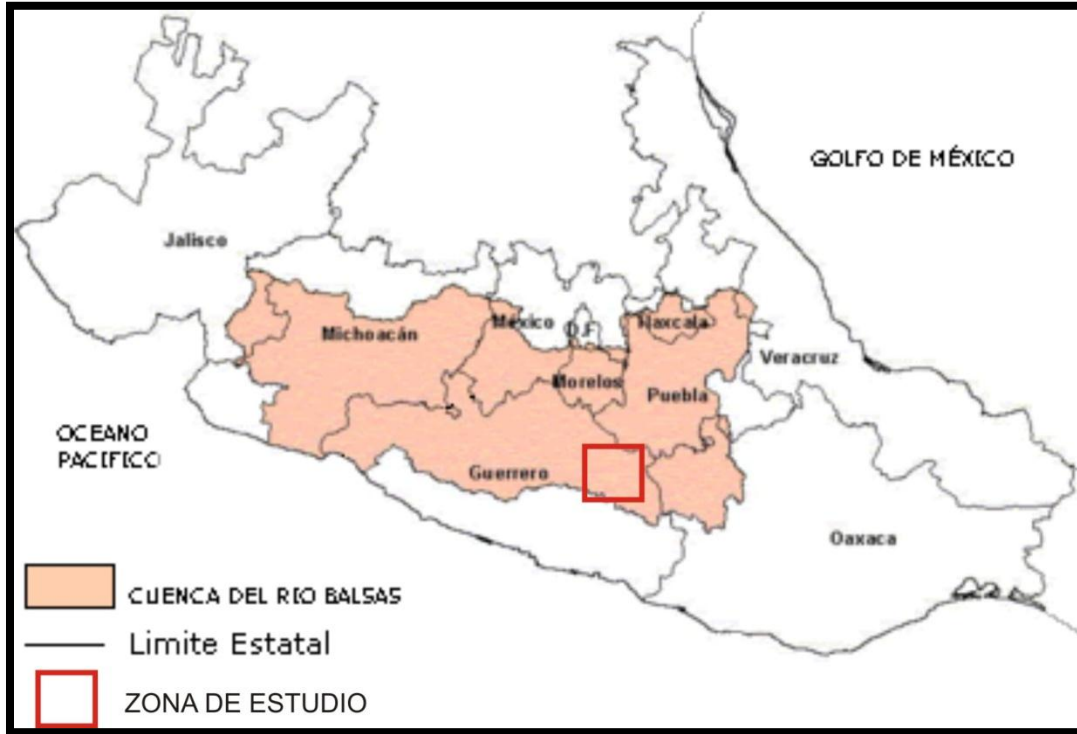 GOLFO DE MÉXICO
Jalisco
México
D.F.
Tlaxcala
Michoacán
Veracruz
Morelos
Puebla
OCEANO
PACIFICO
Guerrero
Oaxaca
CUENCA DEL RIO BALSAS
Limite Estatal
ZONA DE ESTUDIO